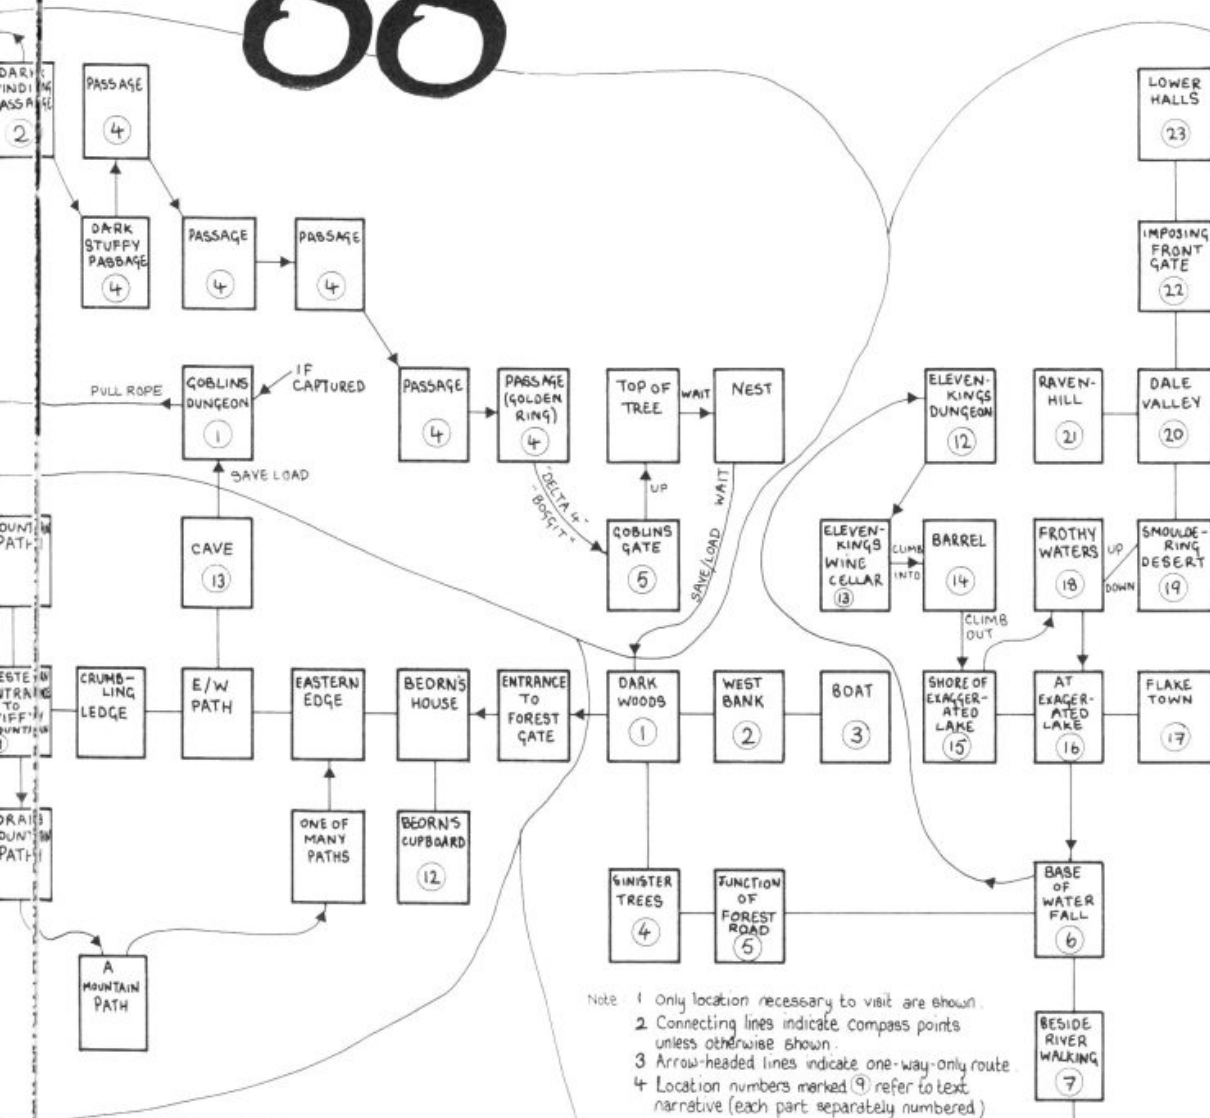 DARK
PASSAGE
2
PASSAGE
4
DARK
STUFFY
PABBAGE
4
PASSAGE
4
PABSAGE
4
LOWER
HALLS
23
IMPOSING
FRONT
GATE
22
PULL ROPE
GOBLINS
DUNGEON
1
IF
CAPTURED
PASSAGE
4
PASSAGE
(GOLDEN
RING)
4
TOP OF
TREE
WAIT
NEST
ELEVEN-
KINGS
DUNGEON
12
RAVEN-
HILL
21
DALE
VALLEY
20
SAVE LOAD
"DELTA 4"
"BOGGIT"
UP
WAIT
SAVE/LOAD
CAVE
13
GOBLINS
GATE
5
ELEVEN-
KINGS
WINE
CELLAR
13
CLIMB
INTO
BARREL
14
FROTHY
WATERS
18
UP
DOWN
SMOULDE-
RING
DESERT
19
CLIMB
OUT
CRUMB-
LING
LEDGE
E/W
PATH
EASTERN
EDGE
BEORN'S
HOUSE
ENTRANCE
TO
FOREST
GATE
DARK
WOODS
1
WEST
BANK
2
BOAT
3
SHORE OF
EXAGGER-
ATED
LAKE
15
AT
EXAGER-
ATED
LAKE
16
FLAKE
TOWN
17
ONE OF
MANY
PATHS
BEORNS
CUPBOARD
12
SINISTER
TREES
4
JUNCTION
OF
FOREST
ROAD
5
BASE
OF
WATER
FALL
6
A
MOUNTAIN
PATH
BESIDE
RIVER
WALKING
7
Note : 1 Only location necessary to visit are shown.
2 Connecting lines indicate compass points
unless otherwise shown.
3 Arrow-headed lines indicate one-way-only route.
4 Location numbers marked 9 refer to text
narrative (each part separately numbered)